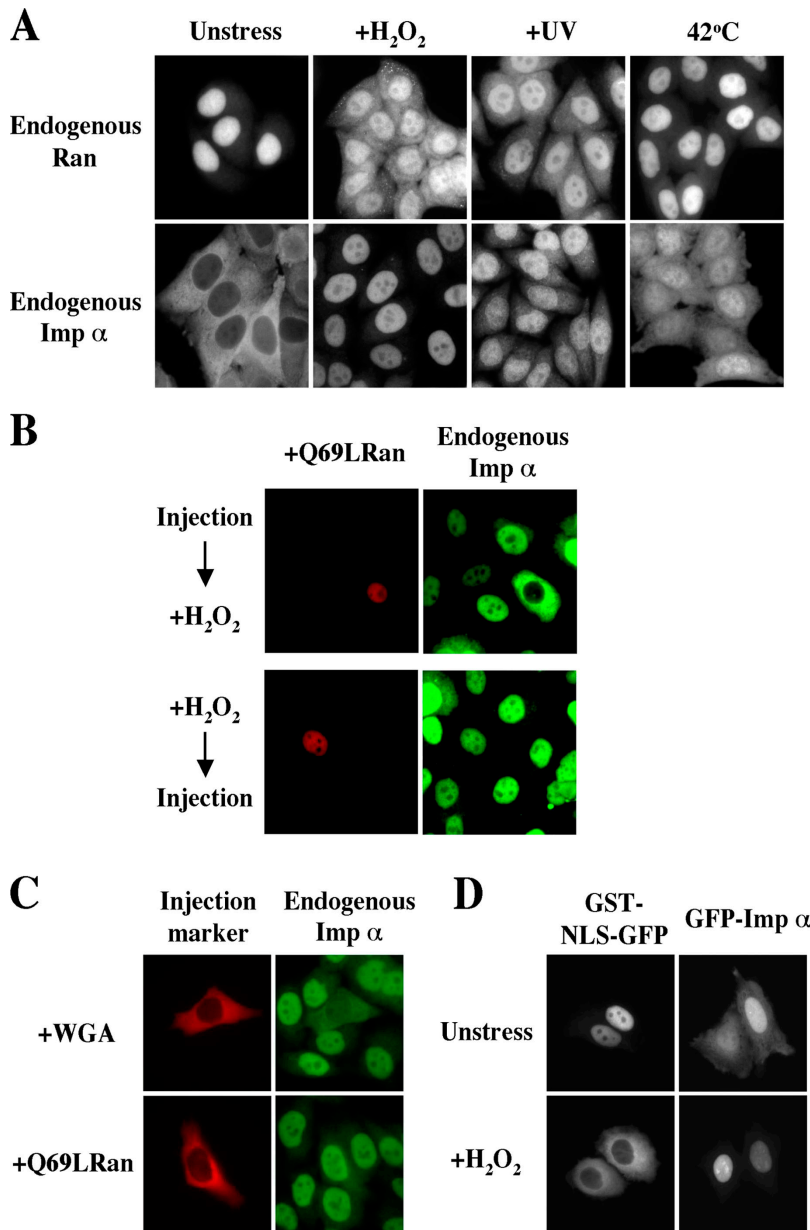 A
Unstress
+H₂O₂
+UV
42°C
Endogenous
Ran
Endogenous
Imp α
B
+Q69LRan
Endogenous
Imp α
Injection
+H₂O₂
+H₂O₂
Injection
C
Injection
marker
Endogenous
Imp α
+WGA
+Q69LRan
D
GST-
NLS-GFP
GFP-Imp α
Unstress
+H₂O₂